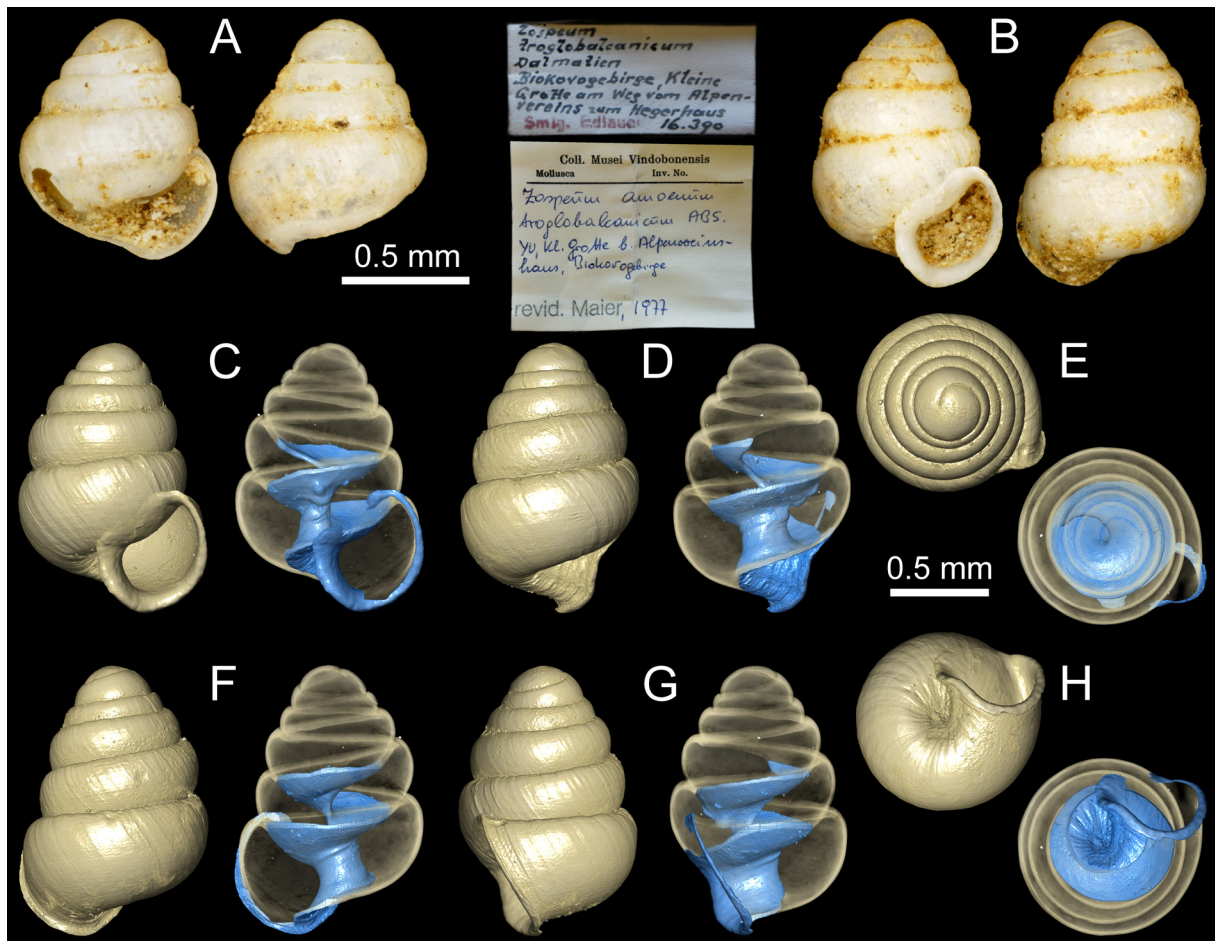 A
B
Zospeum
troglobalcanicum
Dalmatien
Biokovogebirge, Kleine
Grotte am Weg vom Alpen-
vereins zum Hegerhaus
Smlg. Edlauer 16.390
Coll. Musei Vindobonensis
Mollusca Inv. No.
Zospeum amoenum
troglobalcanicum ABS.
YU, Kl. Grotte b. Alpenvereins-
haus, Biokovogebirge
revid. Maier, 1977
0.5 mm
C
D
E
0.5 mm
F
G
H